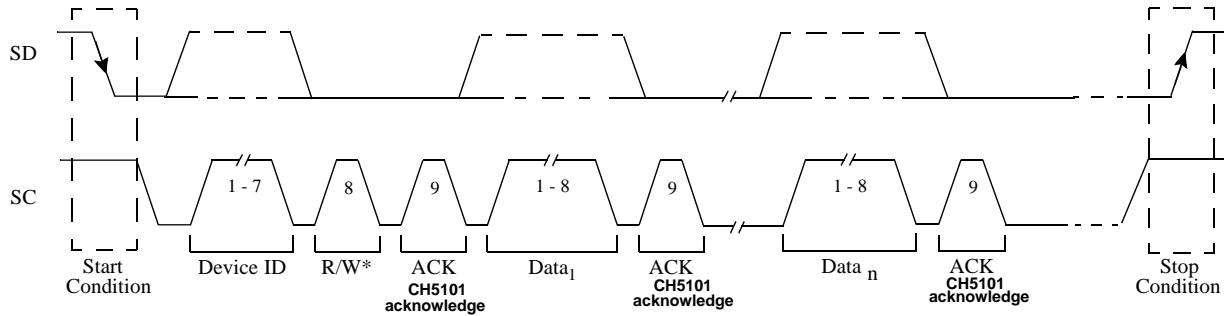 SD
SC
1 - 7
8
9
1 - 8
9
1 - 8
9
Start
Condition
Device ID
R/W*
ACK
CH5101
acknowledge
Data1
ACK
CH5101
acknowledge
Data n
ACK
CH5101
acknowledge
Stop
Condition